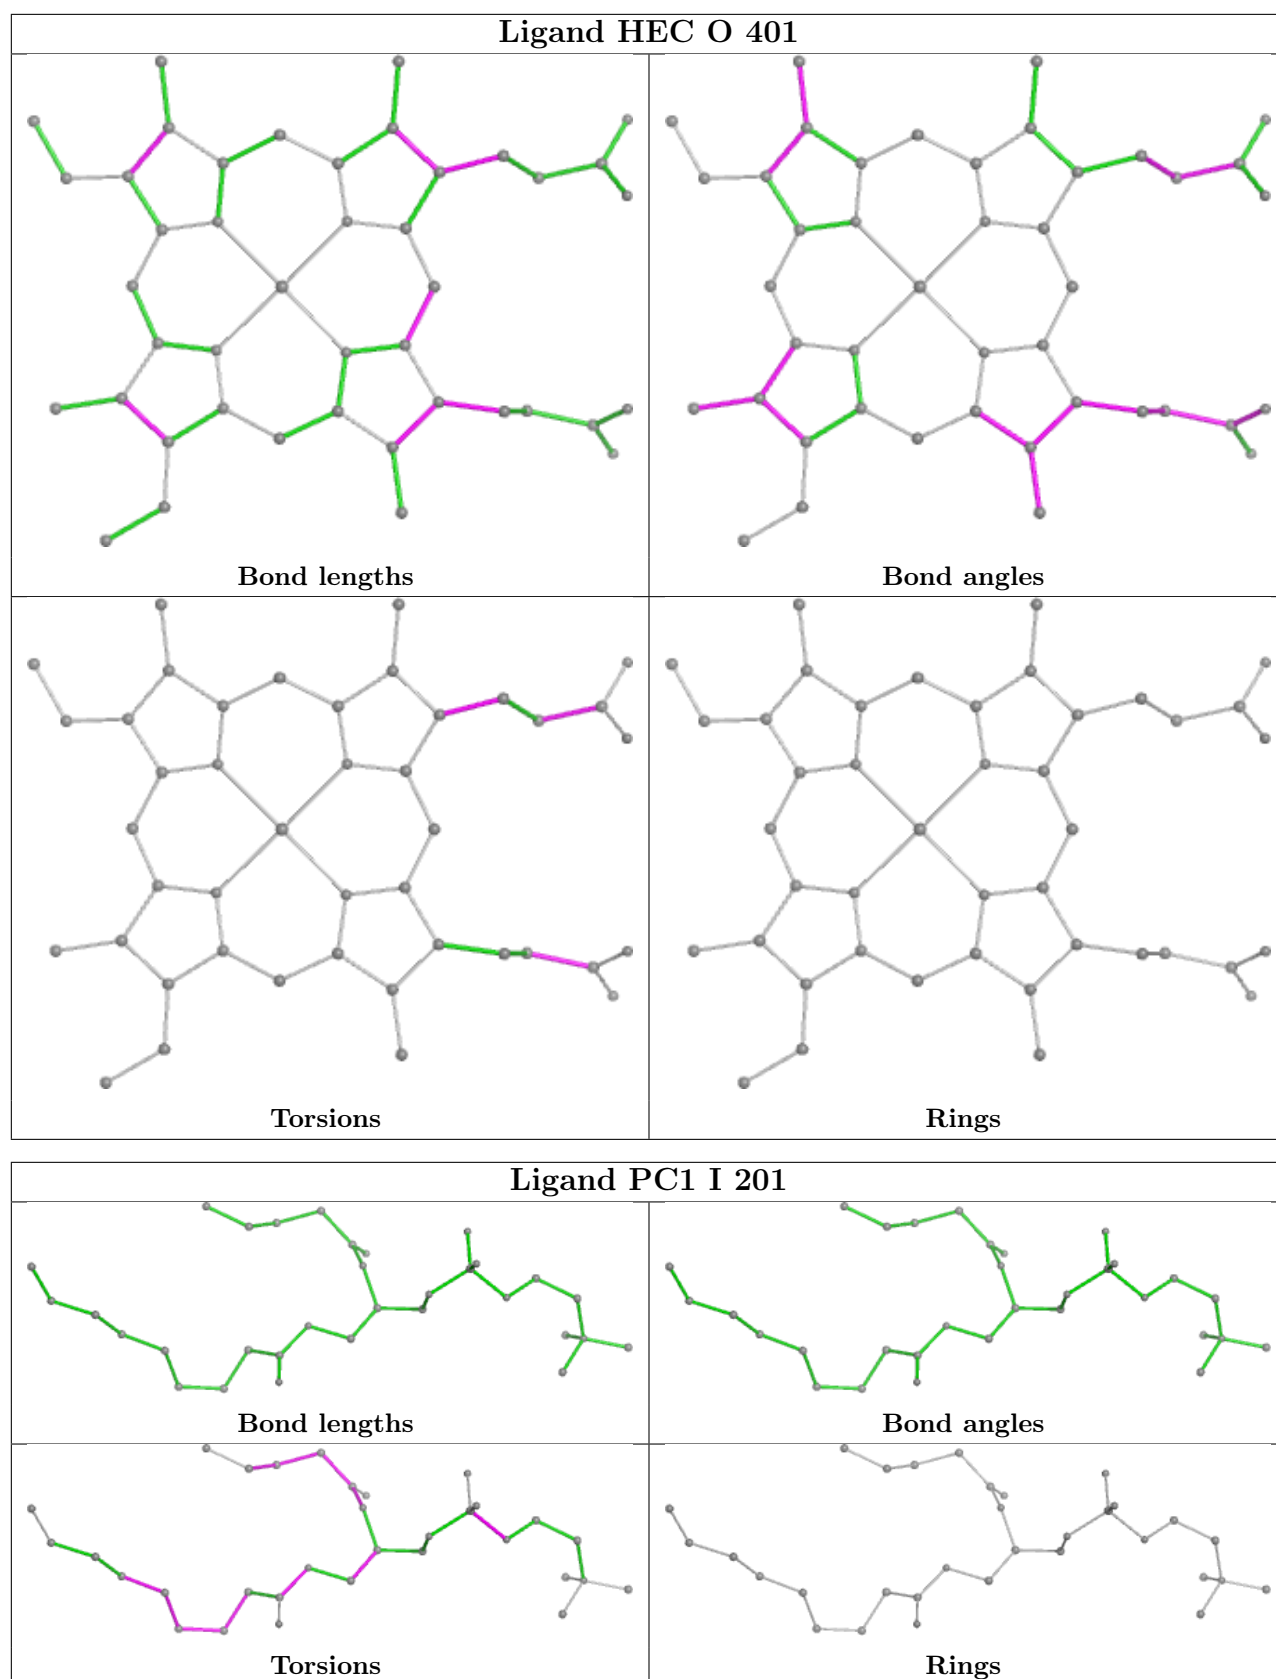 Ligand HEC O 401
Bond lengths
Bond angles
Torsions
Rings
Ligand PC1 I 201
Bond lengths
Bond angles
Torsions
Rings